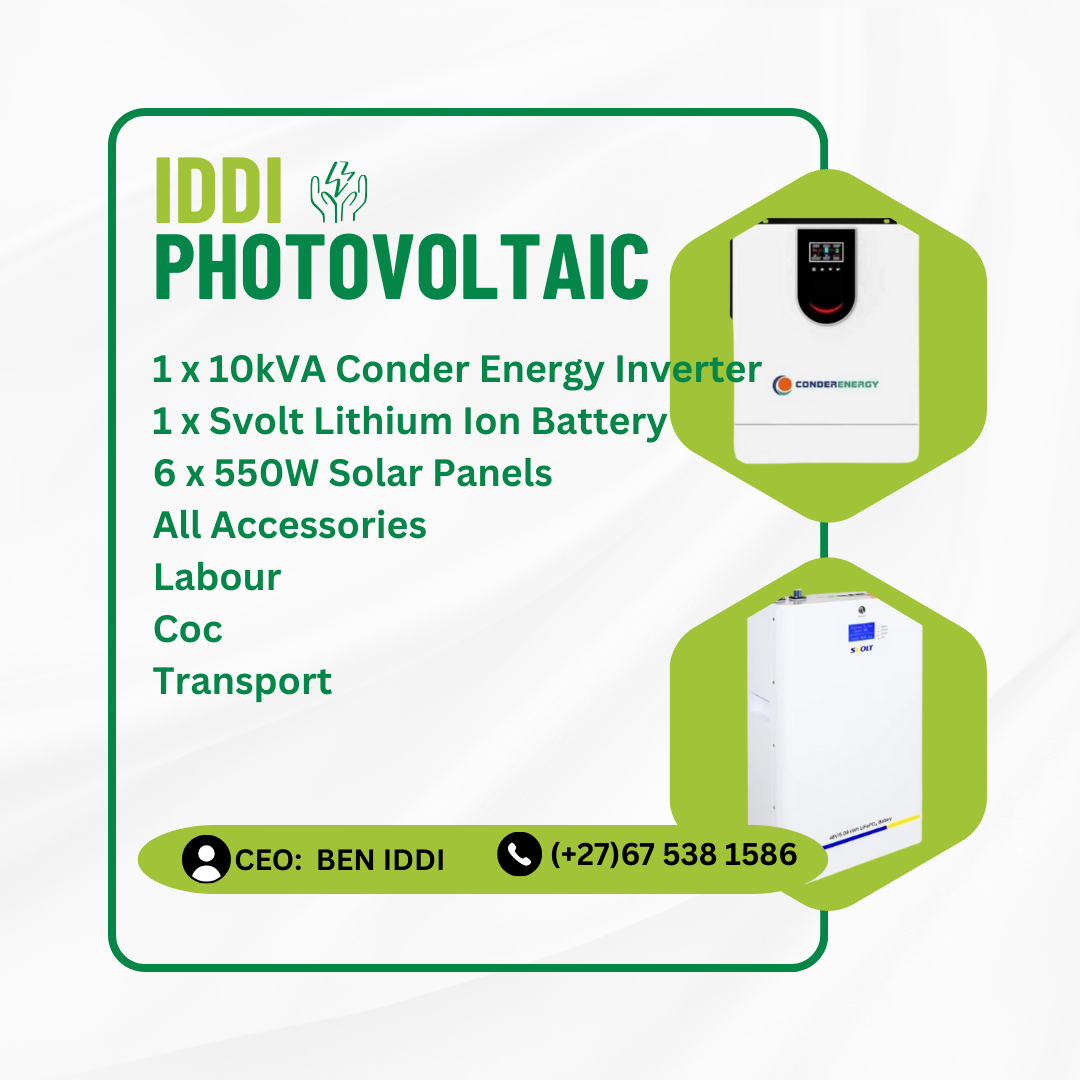 IDDI
PHOTOVOLTAIC
1 x 10kVA Conder Energy Inverter
1 x Svolt Lithium Ion Battery
6 x 550W Solar Panels
All Accessories
Labour
Coc
Transport
CONDERENERGY
SVOLT
CEO: BEN IDDI
(+27)67 538 1586